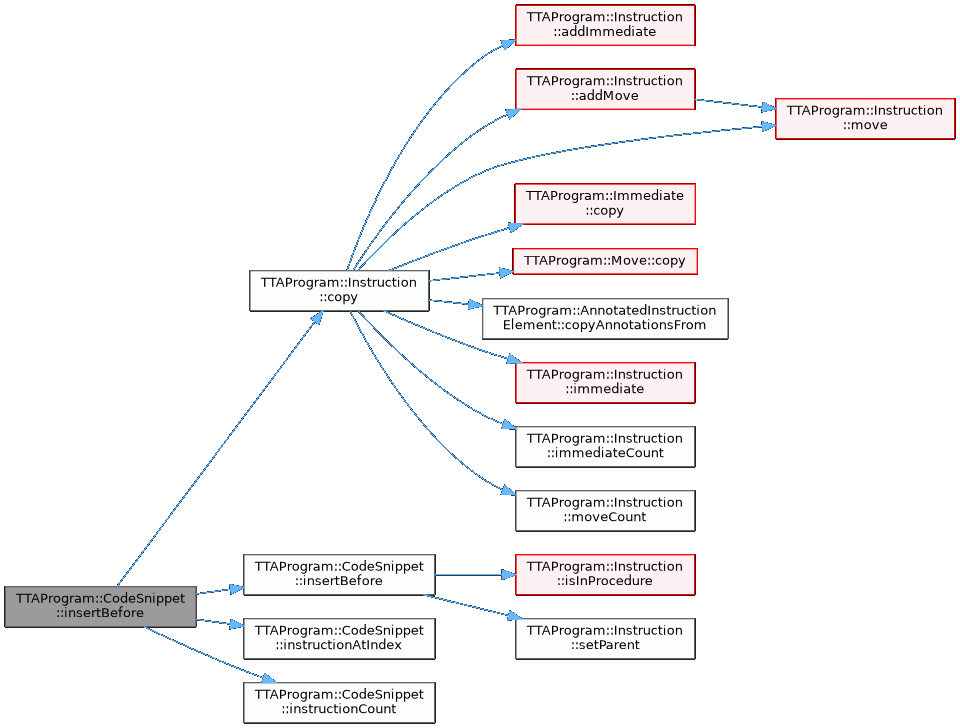 TTAProgram::Instruction
::addImmediate
TTAProgram::Instruction
::addMove
TTAProgram::Instruction
::move
TTAProgram::Immediate
::copy
TTAProgram::Move::copy
TTAProgram::Instruction
::copy
TTAProgram::AnnotatedInstruction
Element::copyAnnotationsFrom
TTAProgram::Instruction
::immediate
TTAProgram::Instruction
::immediateCount
TTAProgram::Instruction
::moveCount
TTAProgram::CodeSnippet
::insertBefore
TTAProgram::Instruction
::isInProcedure
TTAProgram::CodeSnippet
::insertBefore
TTAProgram::CodeSnippet
::instructionAtIndex
TTAProgram::Instruction
::setParent
TTAProgram::CodeSnippet
::instructionCount